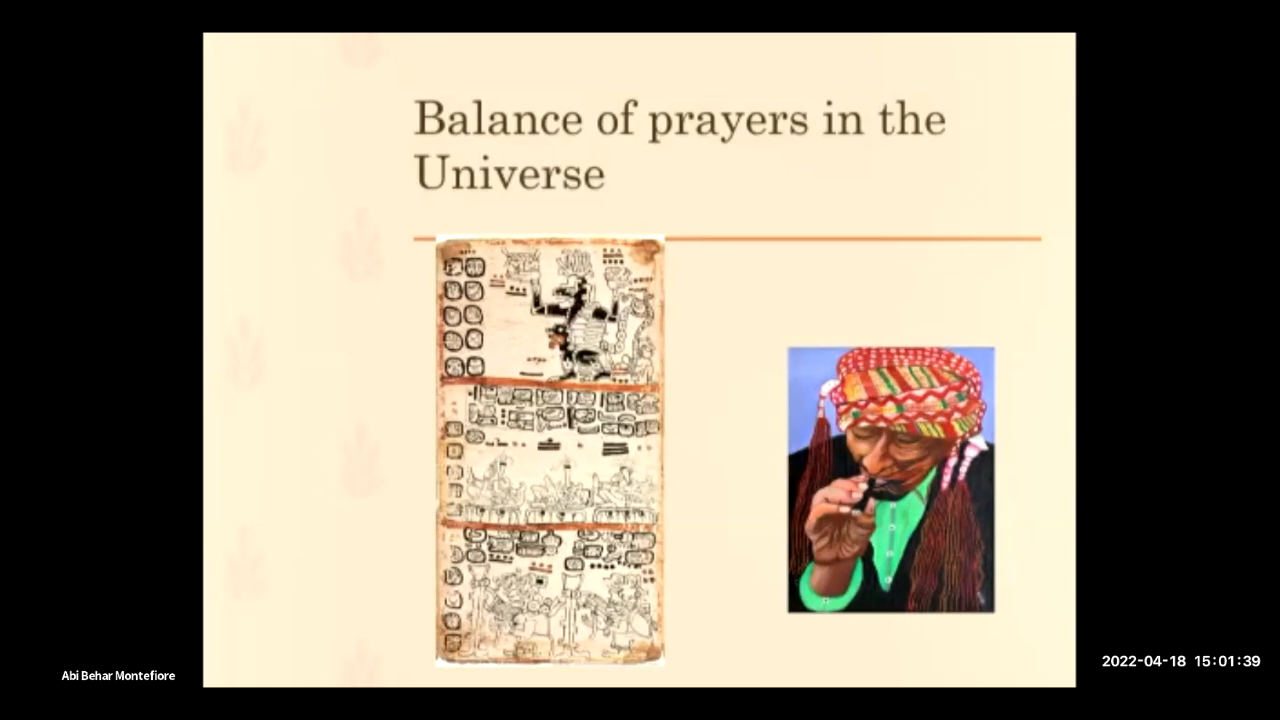 Balance of prayers in the
Universe
Abi Behar Montefiore
2022-04-18 15:01:39